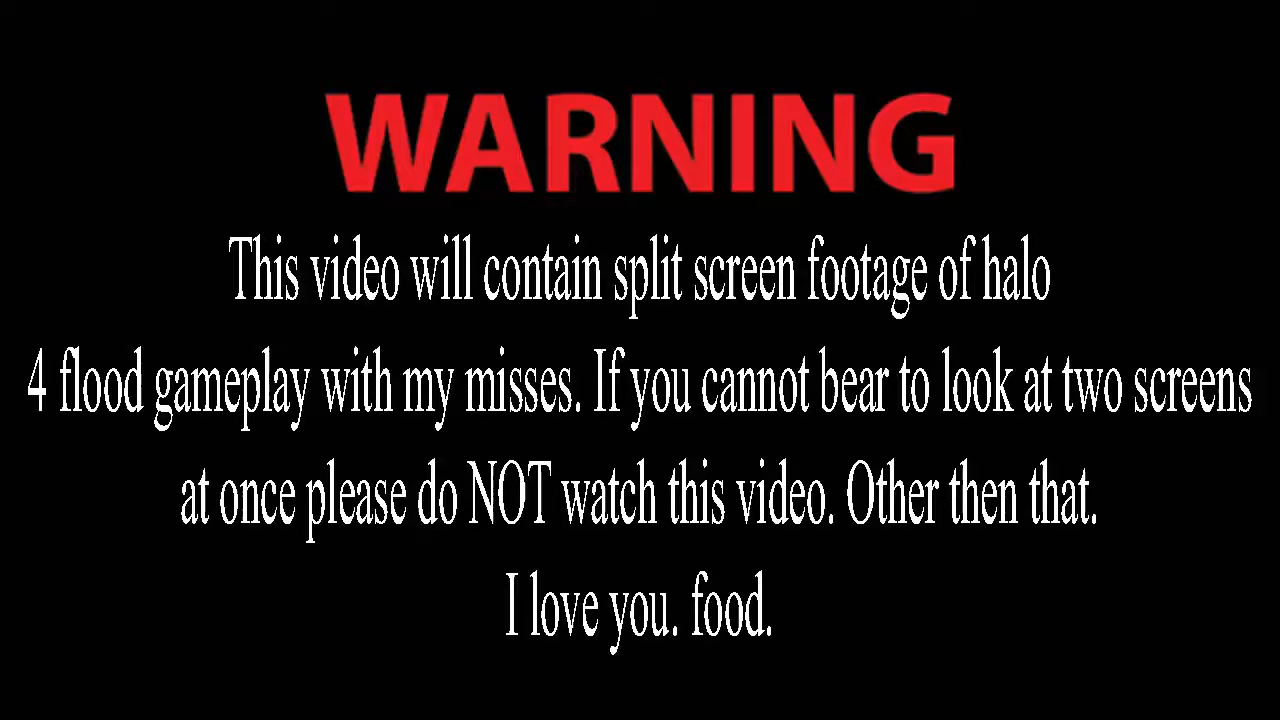 WARNING
This video will contain split screen footage of halo
4 flood gameplay with my misses. If you cannot bear to look at two screens
at once please do NOT watch this video. Other then that.
I love you. food.